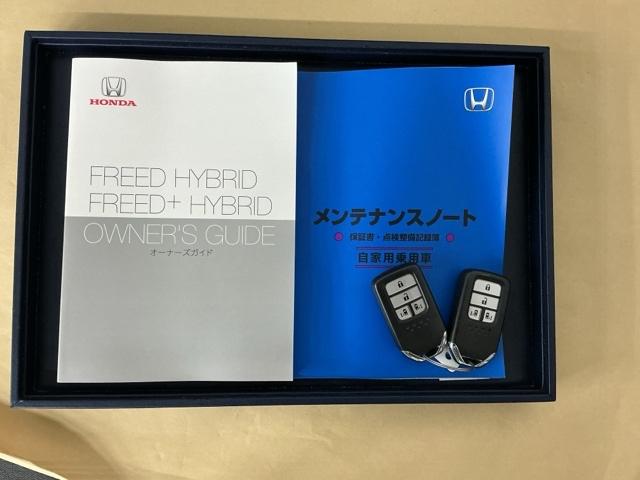 HONDA
FREED HYBRID
FREED+ HYBRID
OWNER'S GUIDE
オーナーズガイド
メンテナンスノート
保証書・点検整備記録簿
自家用乗用車